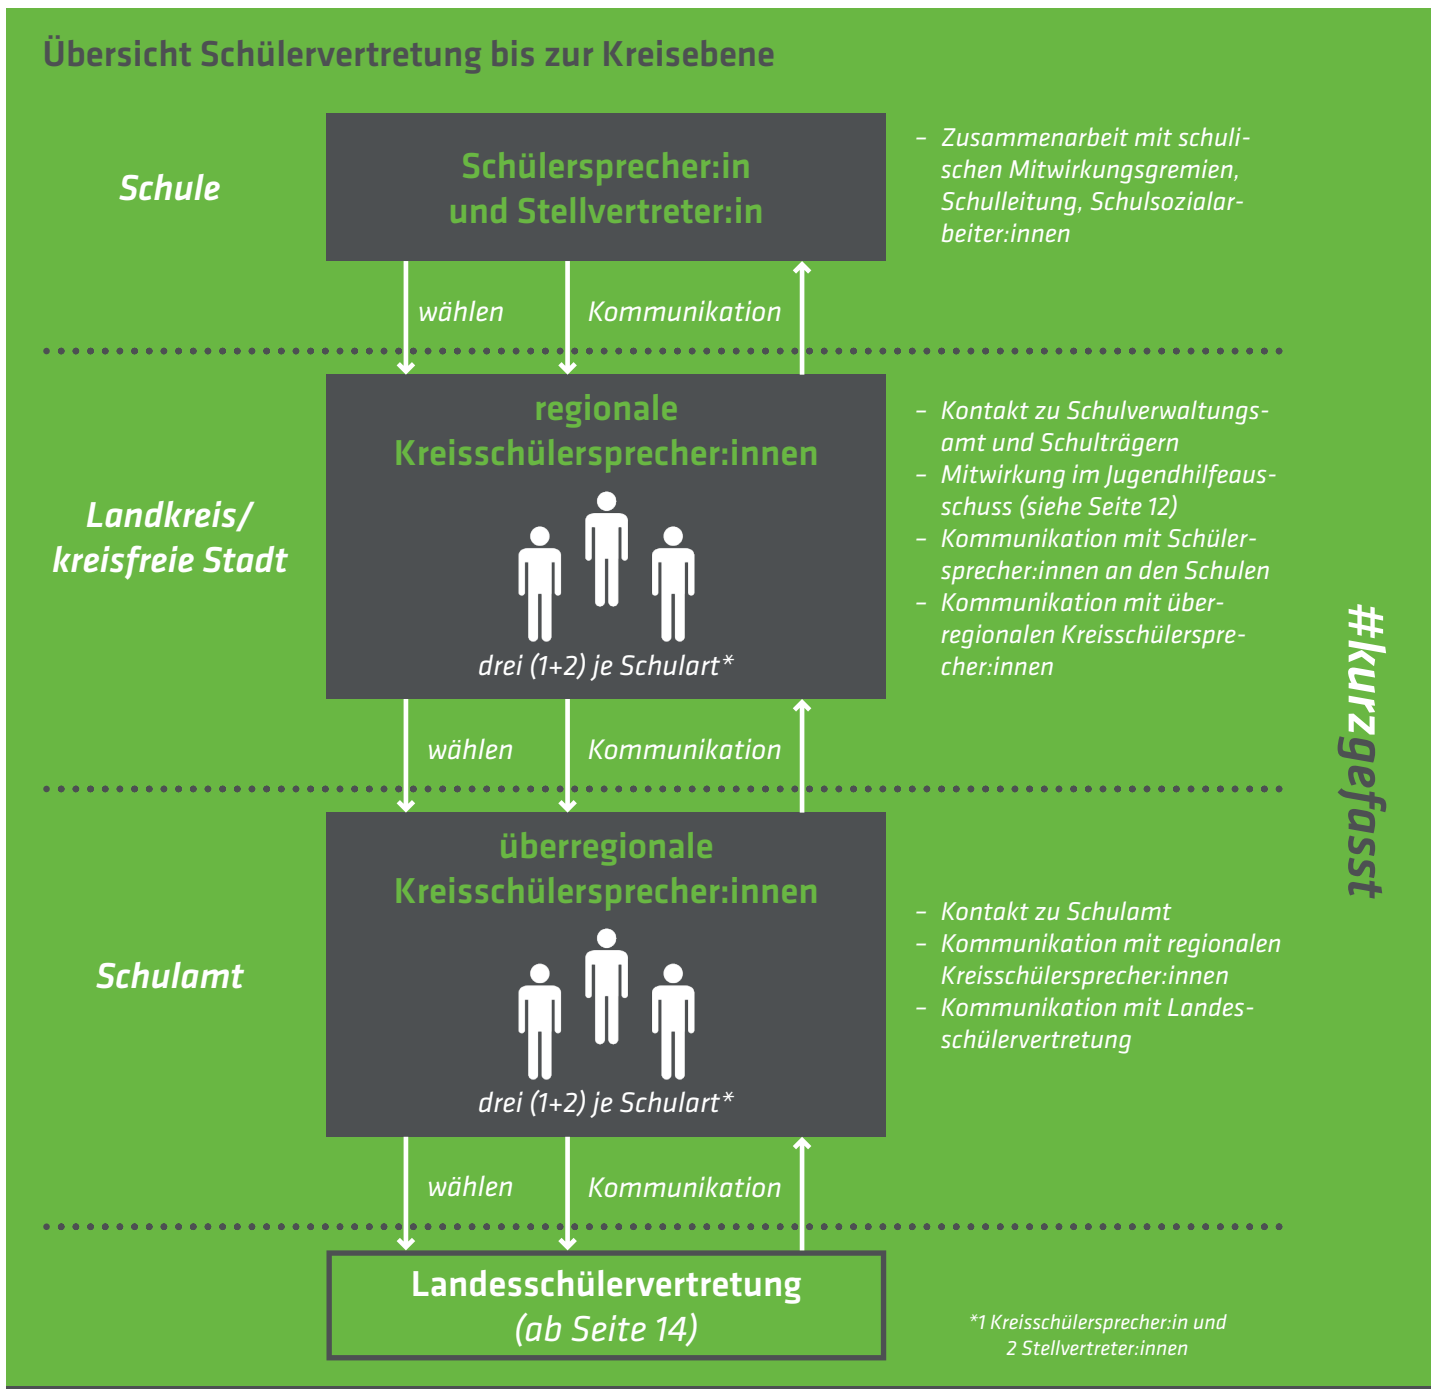 Übersicht Schülervertretung bis zur Kreisebene
Schule
Schülersprecher:in
und Stellvertreter:in
– Zusammenarbeit mit schuli-
schen Mitwirkungsgremien,
Schulleitung, Schulsozialar-
beiter:innen
wählen
Kommunikation
Landkreis/
kreisfreie Stadt
regionale
Kreisschülersprecher:innen
drei (1+2) je Schulart*
– Kontakt zu Schulverwaltungs-
amt und Schulträgern
– Mitwirkung im Jugendhilfeaus-
schuss (siehe Seite 12)
– Kommunikation mit Schüler-
sprecher:innen an den Schulen
– Kommunikation mit über-
regionalen Kreisschülerspre-
cher:innen
#kurzgefasst
wählen
Kommunikation
Schulamt
überregionale
Kreisschülersprecher:innen
drei (1+2) je Schulart*
– Kontakt zu Schulamt
– Kommunikation mit regionalen
Kreisschülersprecher:innen
– Kommunikation mit Landes-
schülervertretung
wählen
Kommunikation
Landesschülervertretung
(ab Seite 14)
*1 Kreisschülersprecher:in und
2 Stellvertreter:innen